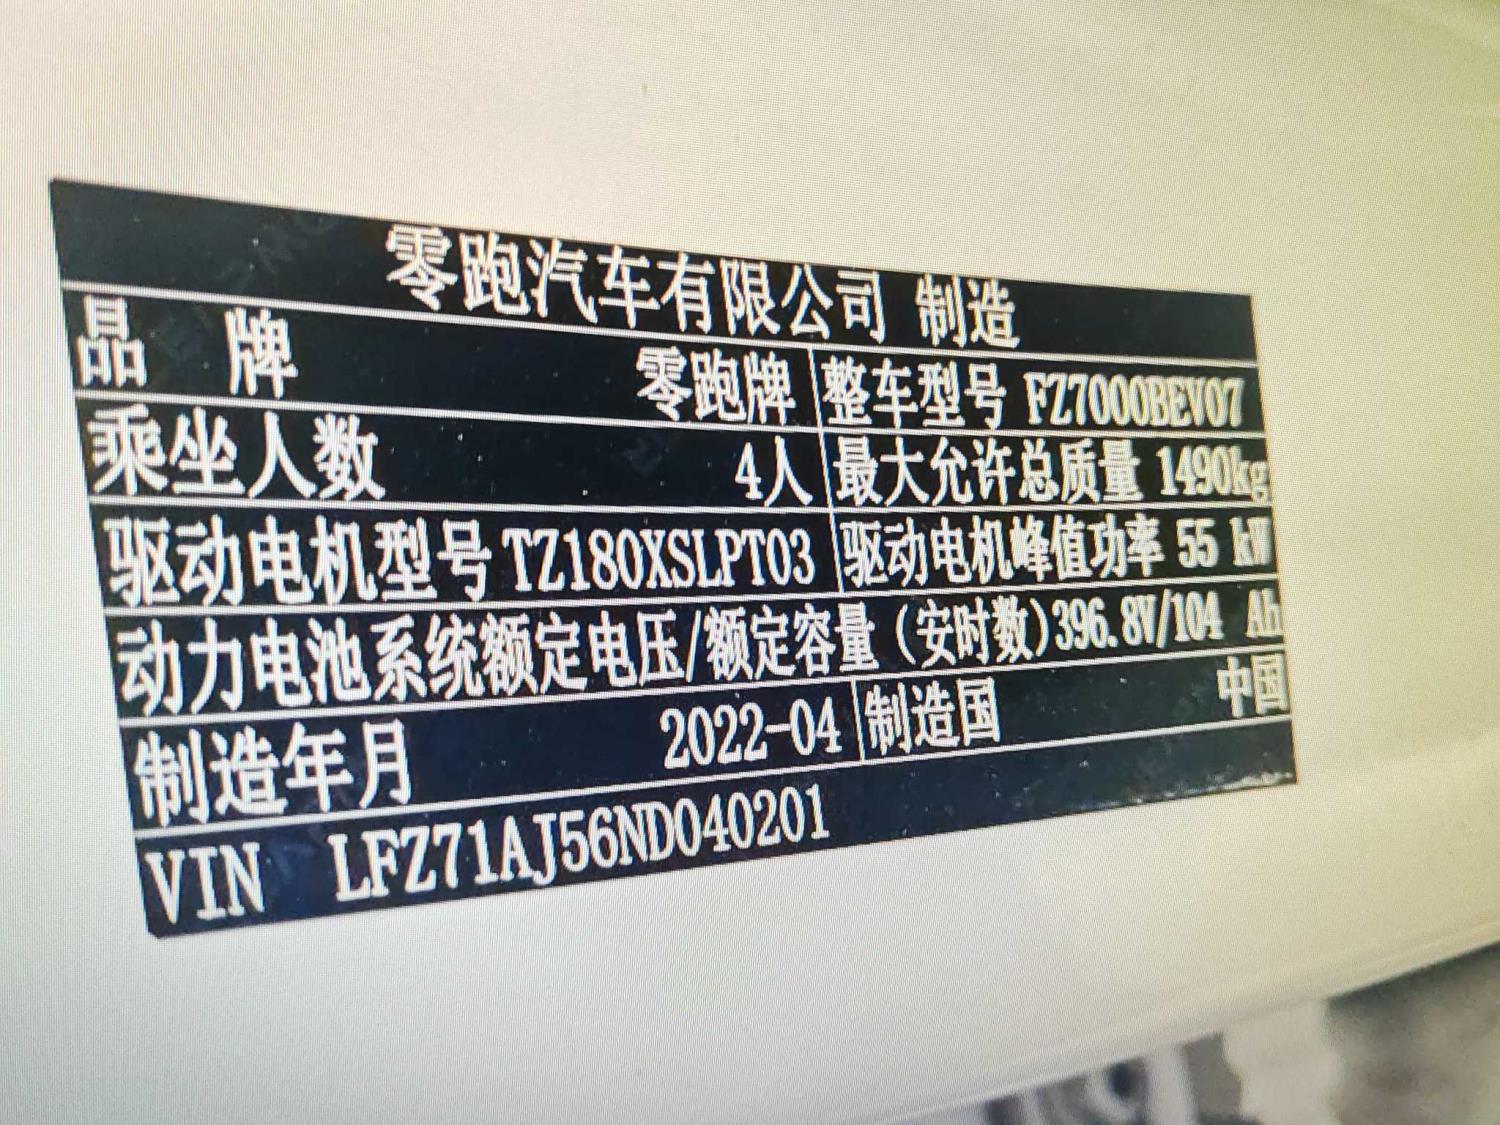 零跑汽车有限公司 制造
品 牌 零跑牌 整车型号 FZ7000BEV07
乘坐人数 4人 最大允许总质量 1490kg
驱动电机型号 TZ180XSLPT03 驱动电机峰值功率 55 kW
动力电池系统额定电压/额定容量（安时数）396.8V/104 Ah
制造年月 2022-04 制造国 中国
VIN LFZ71AJ56ND040201